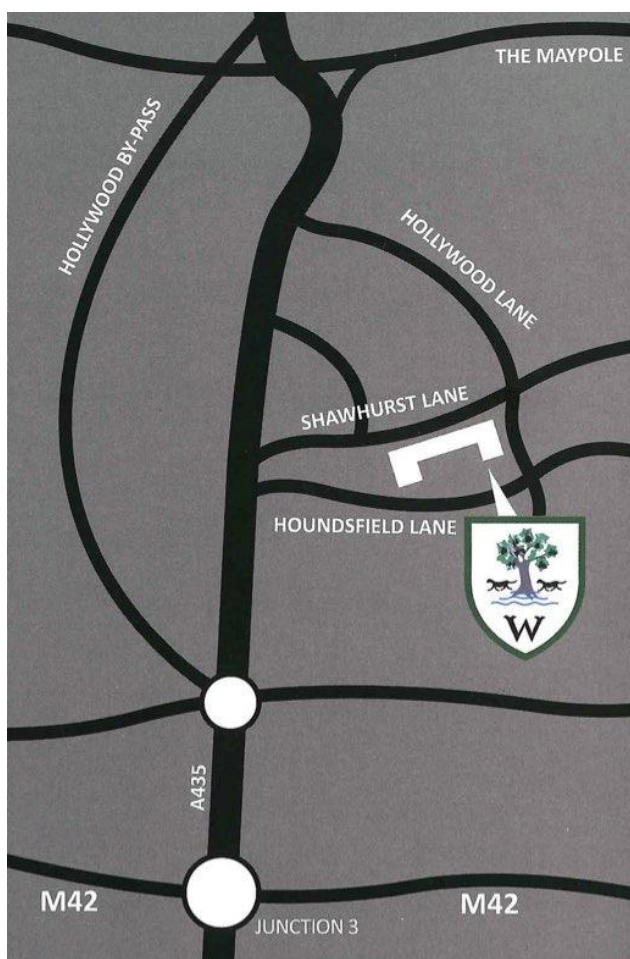 THE MAYPOLE
HOLLYWOOD BY-PASS
HOLLYWOOD LANE
SHAWHURST LANE
HOUNDSFIELD LANE
W
A435
M42
M42
JUNCTION 3